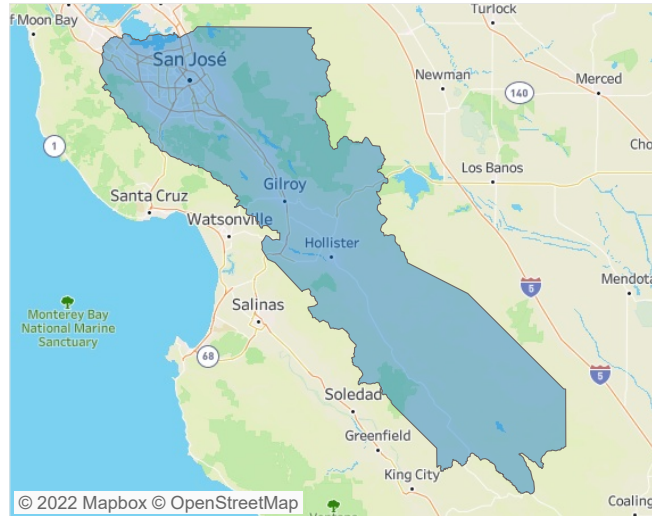 f Moon Bay
Turlock
San José
Newman
Merced
140
1
Cho
Los Banos
Gilroy
Santa Cruz
Watsonville
Hollister
5
Mendota
Monterey Bay
National Marine
Sanctuary
Salinas
68
5
Soledad
Greenfield
King City
Coaling
© 2022 Mapbox © OpenStreetMap